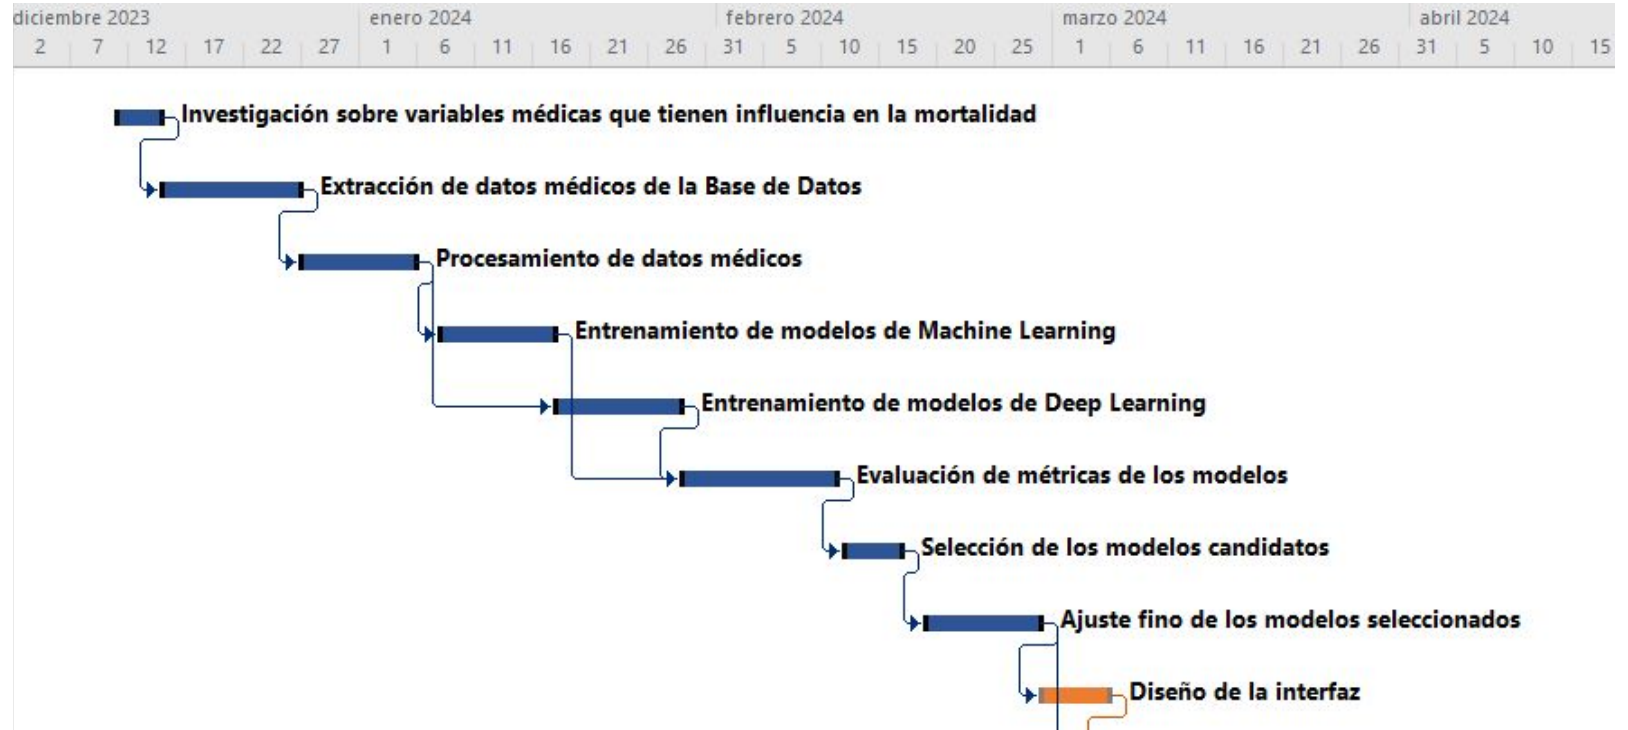 diciembre 2023 enero 2024 febrero 2024 marzo 2024 abril 2024
2 7 12 17 22 27 1 6 11 16 21 26 31 5 10 15 20 25 1 6 11 16 21 26 31 5 10 15
Investigación sobre variables médicas que tienen influencia en la mortalidad
Extracción de datos médicos de la Base de Datos
Procesamiento de datos médicos
Entrenamiento de modelos de Machine Learning
Entrenamiento de modelos de Deep Learning
Evaluación de métricas de los modelos
Selección de los modelos candidatos
Ajuste fino de los modelos seleccionados
Diseño de la interfaz